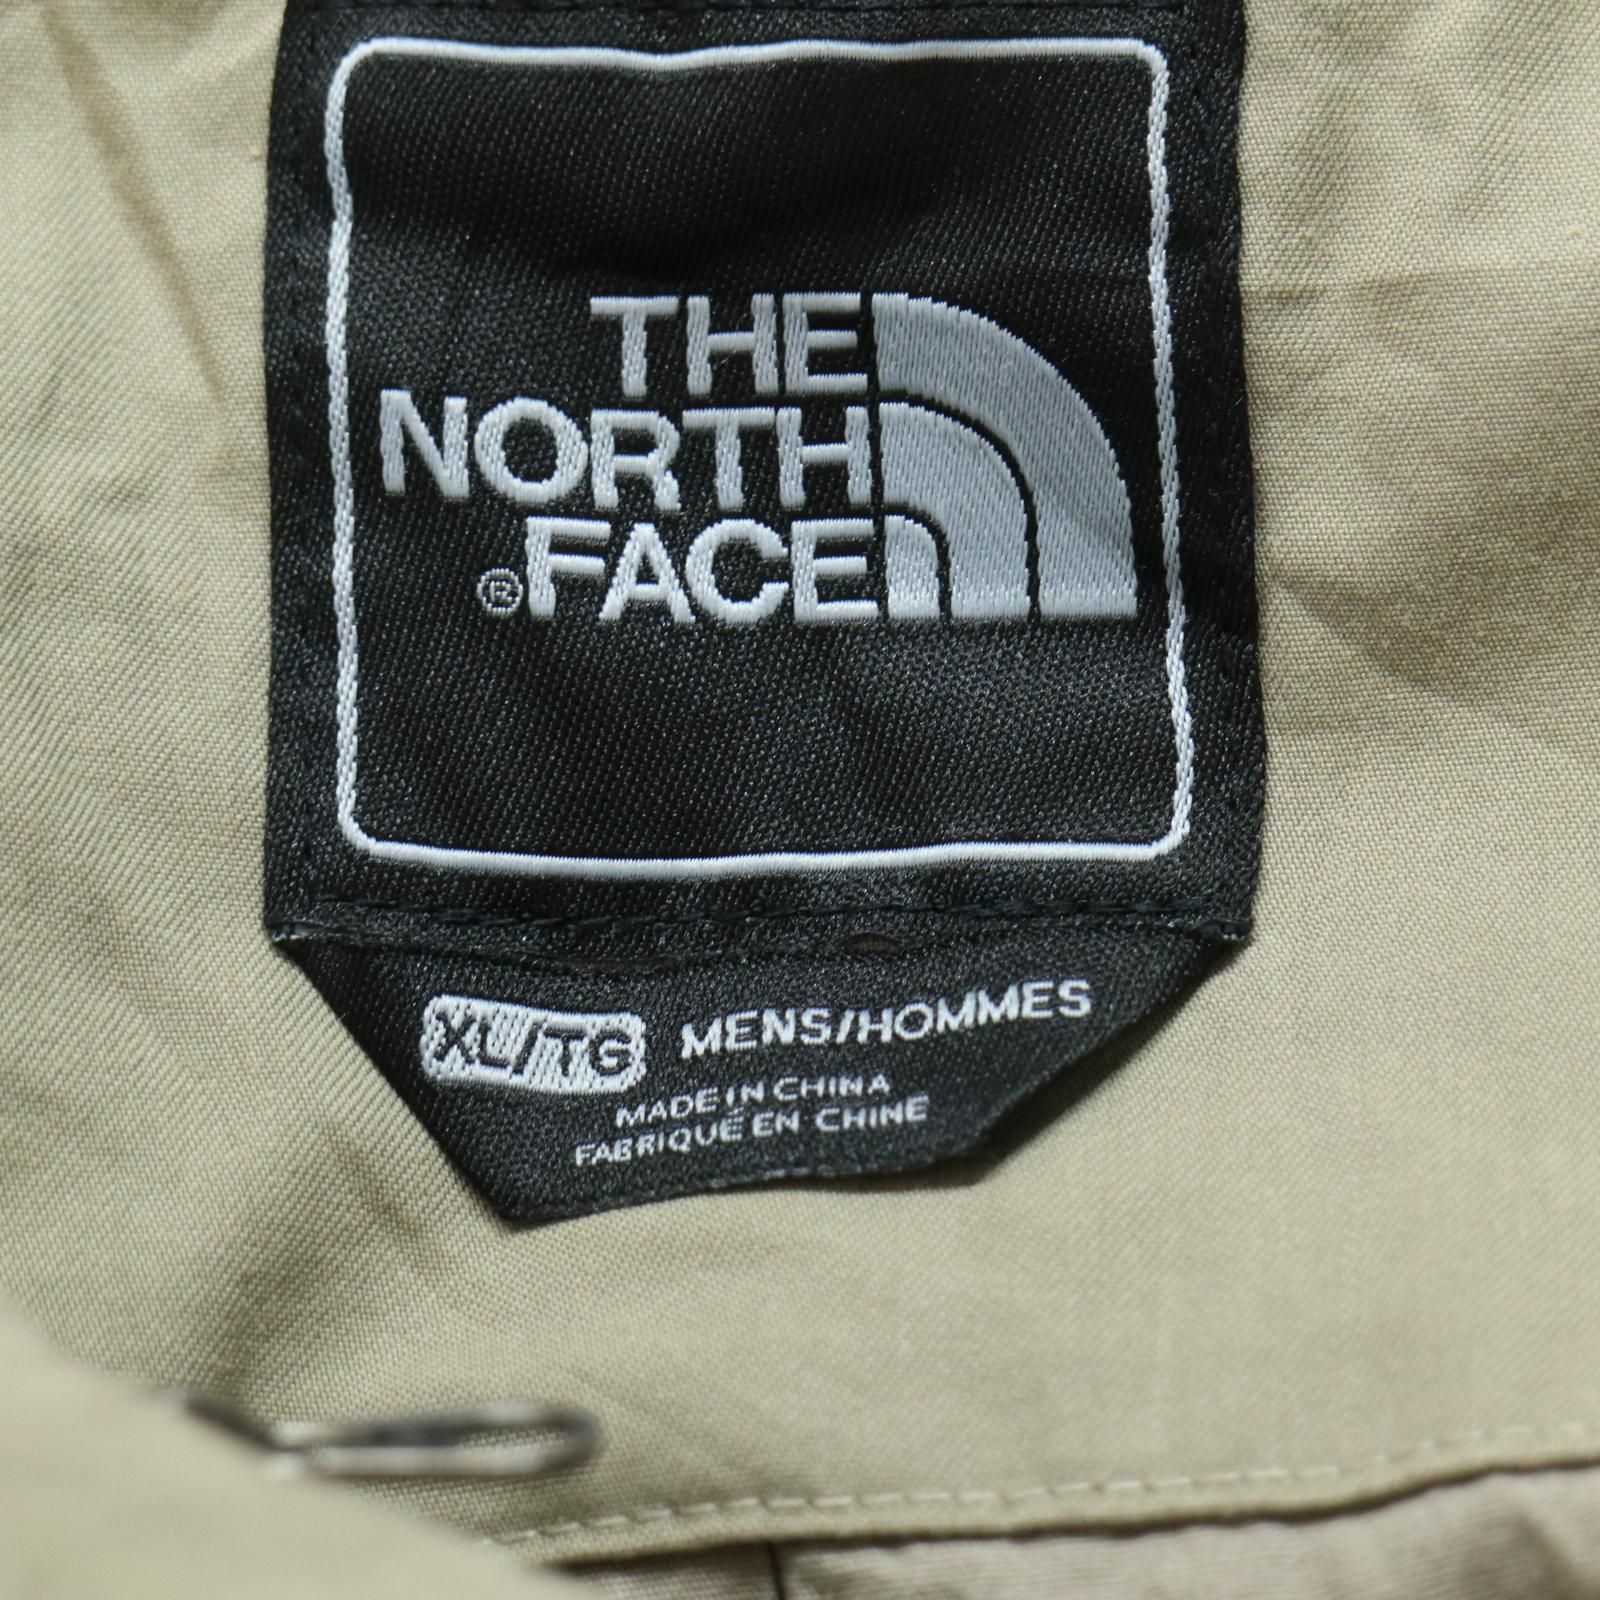 THE
NORTH
®FACE
XL/TG MENS/HOMMES
MADE IN CHINA
FABRIQUÉ EN CHINE